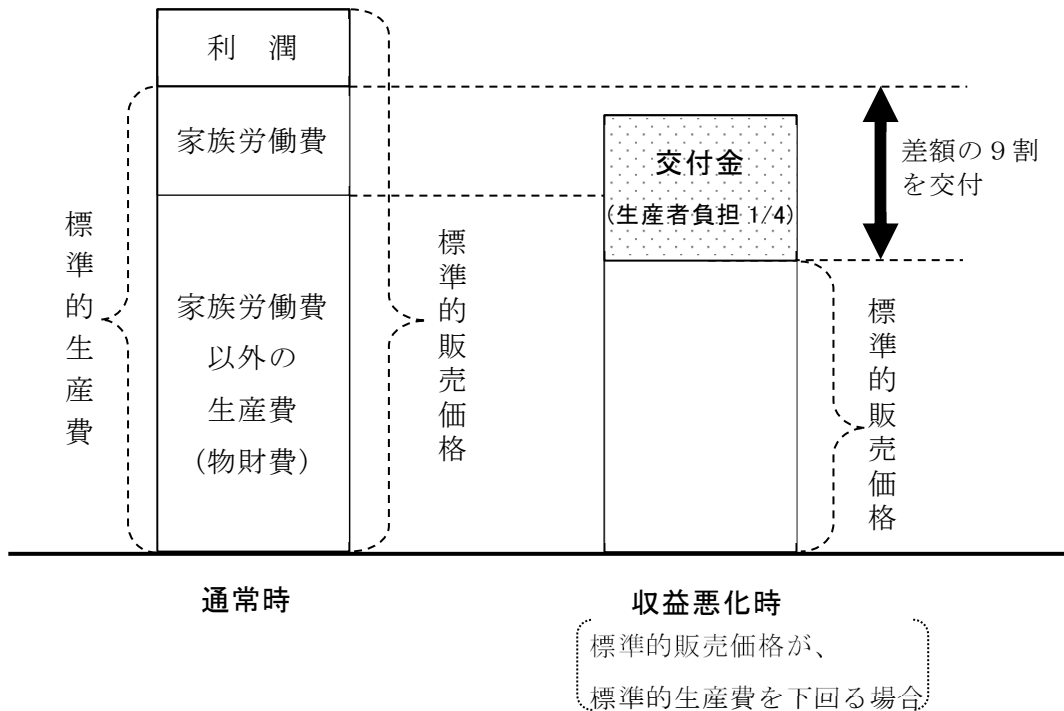 利　潤
家族労働費
家族労働費
以外の
生産費
(物財費)
標準的生産費
標準的販売価格
交付金
(生産者負担 1/4)
差額の９割
を交付
標準的販売価格
通常時
収益悪化時
標準的販売価格が、
標準的生産費を下回る場合